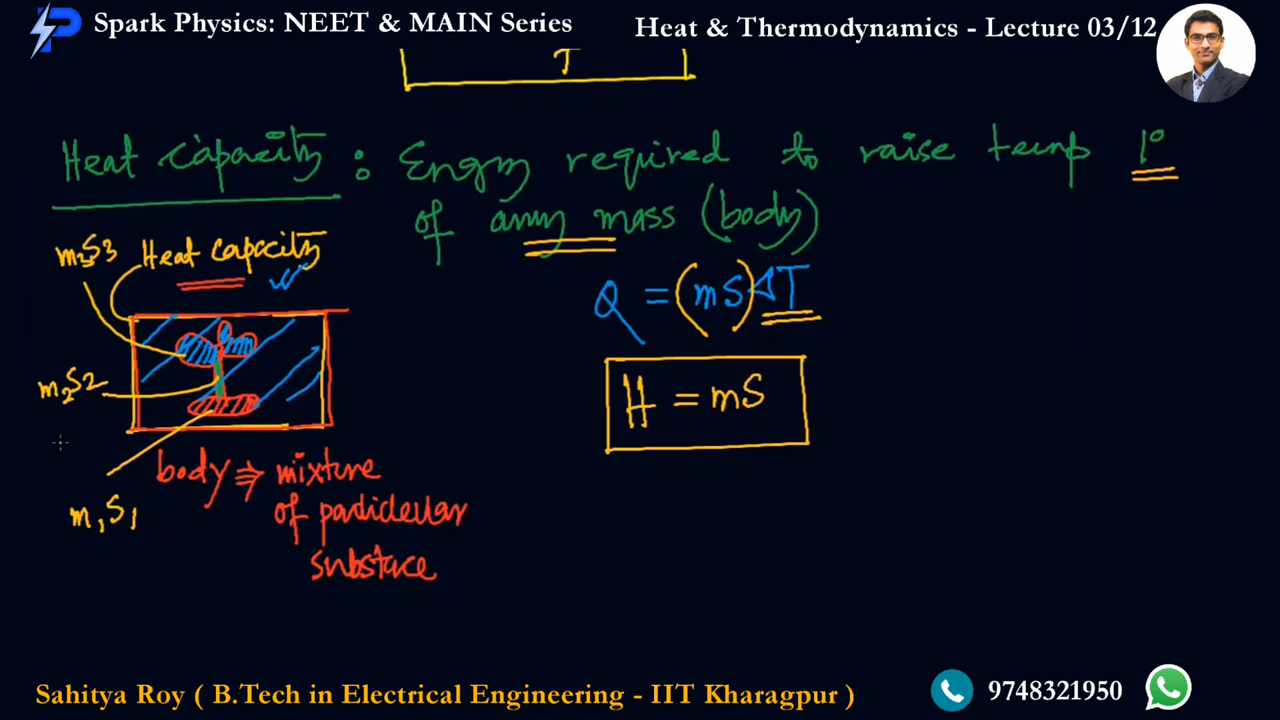 Spark Physics: NEET & MAIN Series
Heat & Thermodynamics - Lecture 03/12
T
Heat Capacity : Engry required to raise temp 1°
of any mass (body)
m3S3 Heat Capacity
Q = (mS)ΔT
m2S2
H = mS
body ⇒ mixture
m1S1
of particular
substace
Sahitya Roy ( B.Tech in Electrical Engineering - IIT Kharagpur )
9748321950